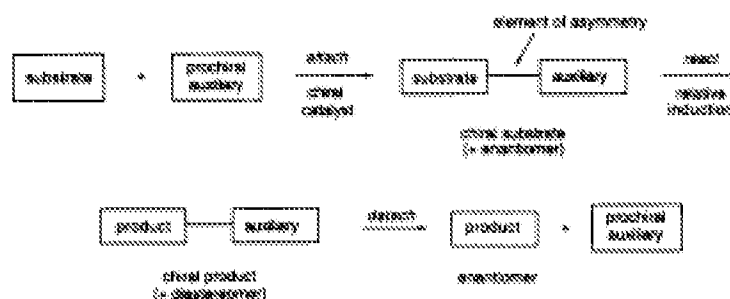 element of asymmetry
substrate
+
prochiral
auxiliary
attach
chiral
catalyst
substrate
auxiliary
react
relative
induction
chiral substrate
(+ enantiomer)
product
auxiliary
detach
product
+
prochiral
auxiliary
chiral product
(+ diastereomer)
enantiomer